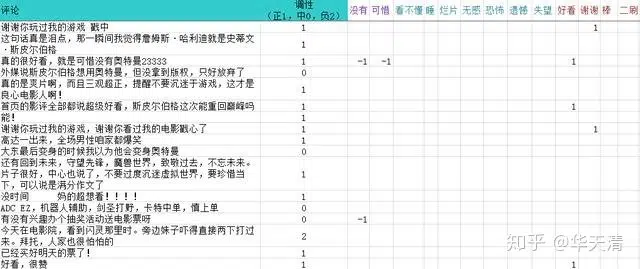 评论 调性 (正1，中0，负2) 没有 可惜 看不懂 睡 烂片 无感 恐怖 遗憾 失望 好看 谢谢 棒 二刷
谢谢你玩过我的游戏 戳中 1 1
这句话真是泪点，那一瞬间我觉得詹姆斯·哈利迪就是史蒂文
·斯皮尔伯格 1
真的很好看，就是可惜没有奥特曼23333 1 -1 -1 1
外媒说斯皮尔伯格想用奥特曼，但没拿到版权，只好放弃了 0
真的是爽片啊，而且三观超正，提醒不要沉迷于游戏，这才是
良心电影人啊！ 1
首页的影评全部都说超级好看，斯皮尔伯格这次能重回巅峰吗 1 1
能！ 1
谢谢你玩过我的游戏，谢谢你看过我的电影戳心了 1 1
高达一出来，全场男性咱家都爆笑 1
大东最后变身的时候我以为他会变身奥特曼 0
还有回到未来，守望先锋，魔兽世界，致敬过去，不忘未来。
片子很好，中心也说了，不要过度沉迷虚拟世界，要珍惜当
下，可以说是满分作文了 1
没时间 妈的超想看！！！！ 1
ADC EZ，机器人辅助，剑圣打野，卡特中单，慎上单 0
有没有兴趣办个抽奖活动送电影票呀 0 -1
今天在电影院，看到闪灵那里时。旁边妹子吓得直接两下打过
来。拜托，人家也很怕怕的 2
已经买好明天的票了！ 1
好看，很赞 1 1
知乎 @华天清